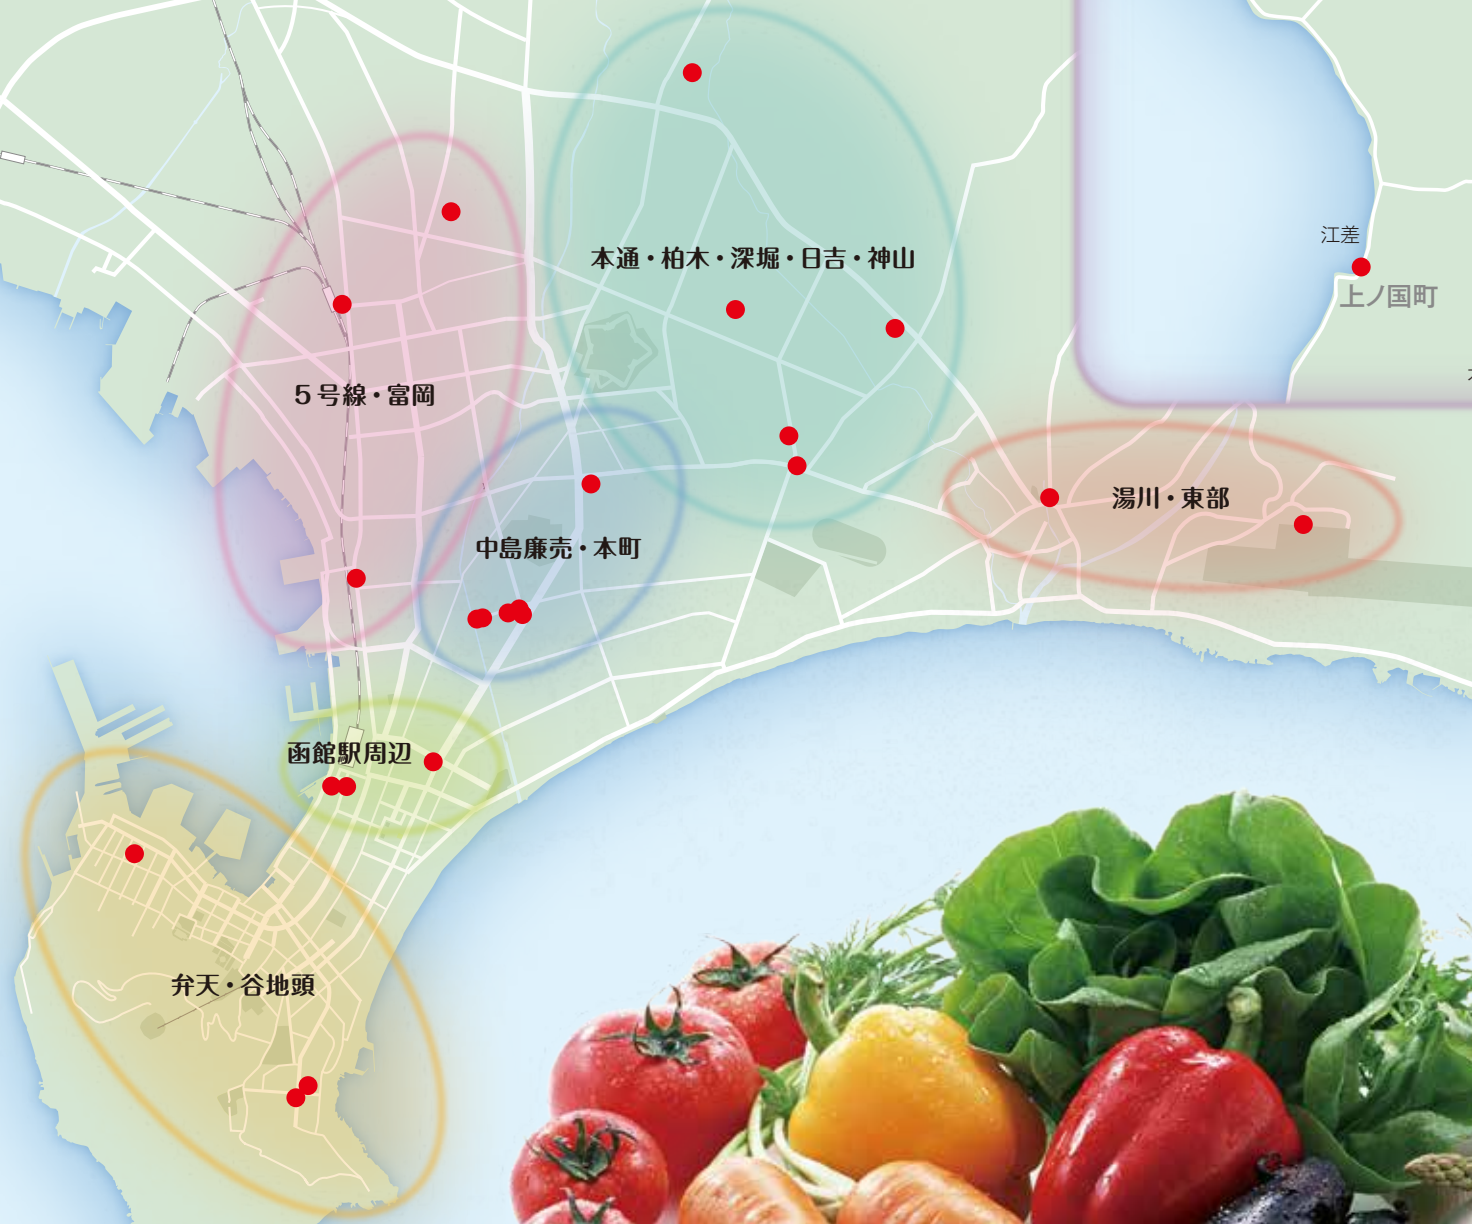 江差
上ノ国町
本通・柏木・深堀・日吉・神山
5号線・富岡
湯川・東部
中島廉売・本町
函館駅周辺
弁天・谷地頭